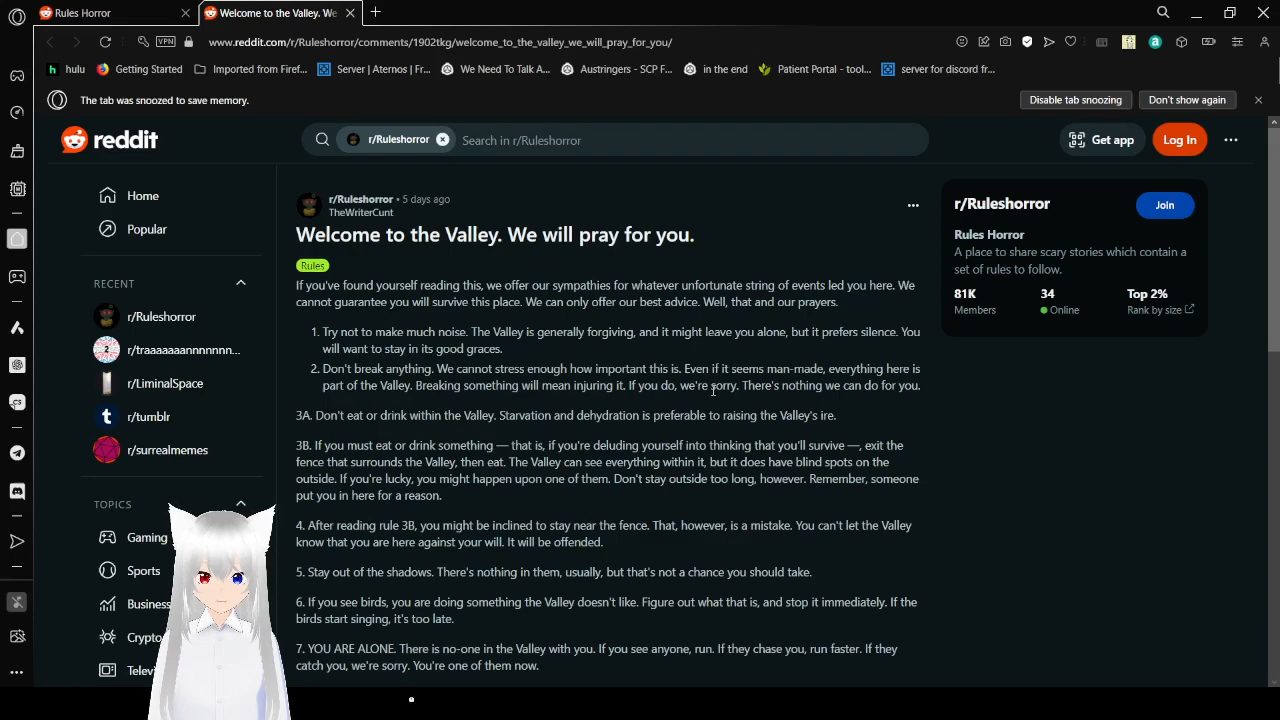 Rules Horror
Welcome to the Valley. We
VPN
www.reddit.com/r/Ruleshorror/comments/1902tkg/welcome_to_the_valley_we_will_pray_for_you/
hulu
Getting Started
Imported from Firef...
Server | Aternos | Fr...
We Need To Talk A...
Austringers - SCP F...
in the end
Patient Portal - tool...
server for discord fr...
The tab was snoozed to save memory.
Disable tab snoozing
Don't show again
reddit
r/Ruleshorror
Search in r/Ruleshorror
Get app
Log In
Home
Popular
RECENT
r/Ruleshorror
r/traaaaaaannnnnnn...
r/LiminalSpace
r/tumblr
r/surrealmemes
TOPICS
Gaming
Sports
Business
Crypto
Televi
r/Ruleshorror • 5 days ago
TheWriterCunt
Welcome to the Valley. We will pray for you.
Rules
If you've found yourself reading this, we offer our sympathies for whatever unfortunate string of events led you here. We
cannot guarantee you will survive this place. We can only offer our best advice. Well, that and our prayers.
1. Try not to make much noise. The Valley is generally forgiving, and it might leave you alone, but it prefers silence. You
will want to stay in its good graces.
2. Don't break anything. We cannot stress enough how important this is. Even if it seems man-made, everything here is
part of the Valley. Breaking something will mean injuring it. If you do, we're sorry. There's nothing we can do for you.
3A. Don't eat or drink within the Valley. Starvation and dehydration is preferable to raising the Valley's ire.
3B. If you must eat or drink something — that is, if you're deluding yourself into thinking that you'll survive —, exit the
fence that surrounds the Valley, then eat. The Valley can see everything within it, but it does have blind spots on the
outside. If you're lucky, you might happen upon one of them. Don't stay outside too long, however. Remember, someone
put you in here for a reason.
4. After reading rule 3B, you might be inclined to stay near the fence. That, however, is a mistake. You can't let the Valley
know that you are here against your will. It will be offended.
5. Stay out of the shadows. There's nothing in them, usually, but that's not a chance you should take.
6. If you see birds, you are doing something the Valley doesn't like. Figure out what that is, and stop it immediately. If the
birds start singing, it's too late.
7. YOU ARE ALONE. There is no-one in the Valley with you. If you see anyone, run. If they chase you, run faster. If they
catch you, we're sorry. You're one of them now.
r/Ruleshorror
Join
Rules Horror
A place to share scary stories which contain a
set of rules to follow.
81K
34
Top 2%
Members
Online
Rank by size